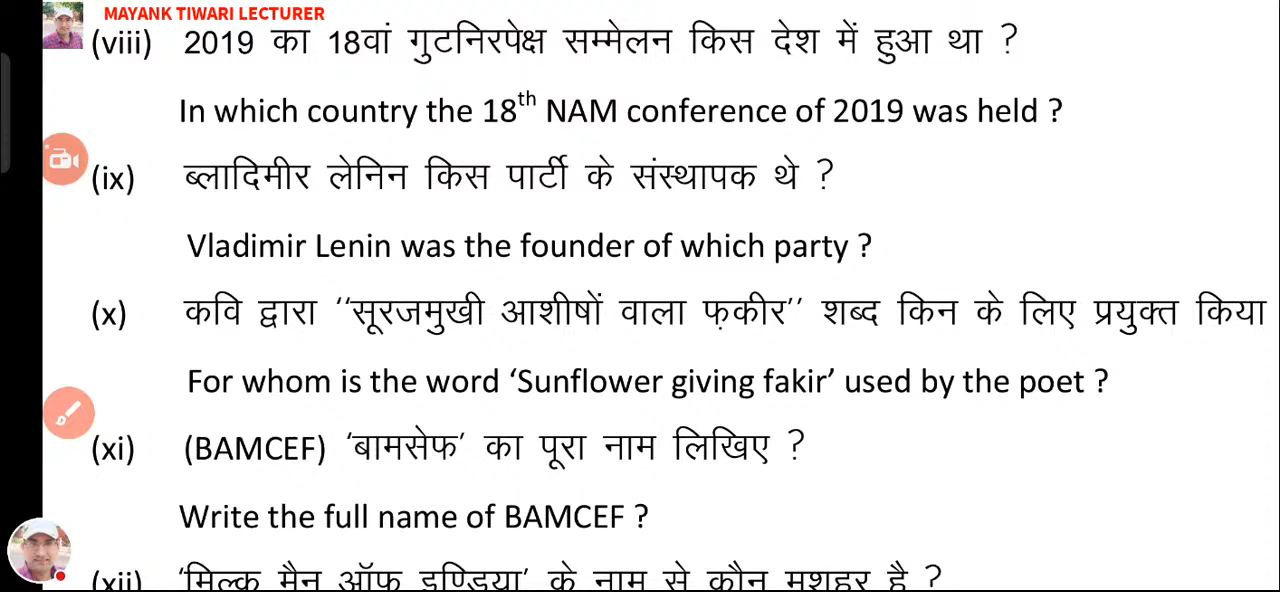 MAYANK TIWARI LECTURER
(viii) 2019 का 18वां गुटनिरपेक्ष सम्मेलन किस देश में हुआ था ?
In which country the 18th NAM conference of 2019 was held ?
(ix) ब्लादिमीर लेनिन किस पार्टी के संस्थापक थे ?
Vladimir Lenin was the founder of which party ?
(x) कवि द्वारा ‘‘सूरजमुखी आशीषों वाला फ़कीर’’ शब्द किन के लिए प्रयुक्त किया
For whom is the word ‘Sunflower giving fakir’ used by the poet ?
(xi) (BAMCEF) ‘बामसेफ’ का पूरा नाम लिखिए ?
Write the full name of BAMCEF ?
(xii) ‘मिल्क मैन ऑफ इण्डिया’ के नाम से कौन मशहूर है ?